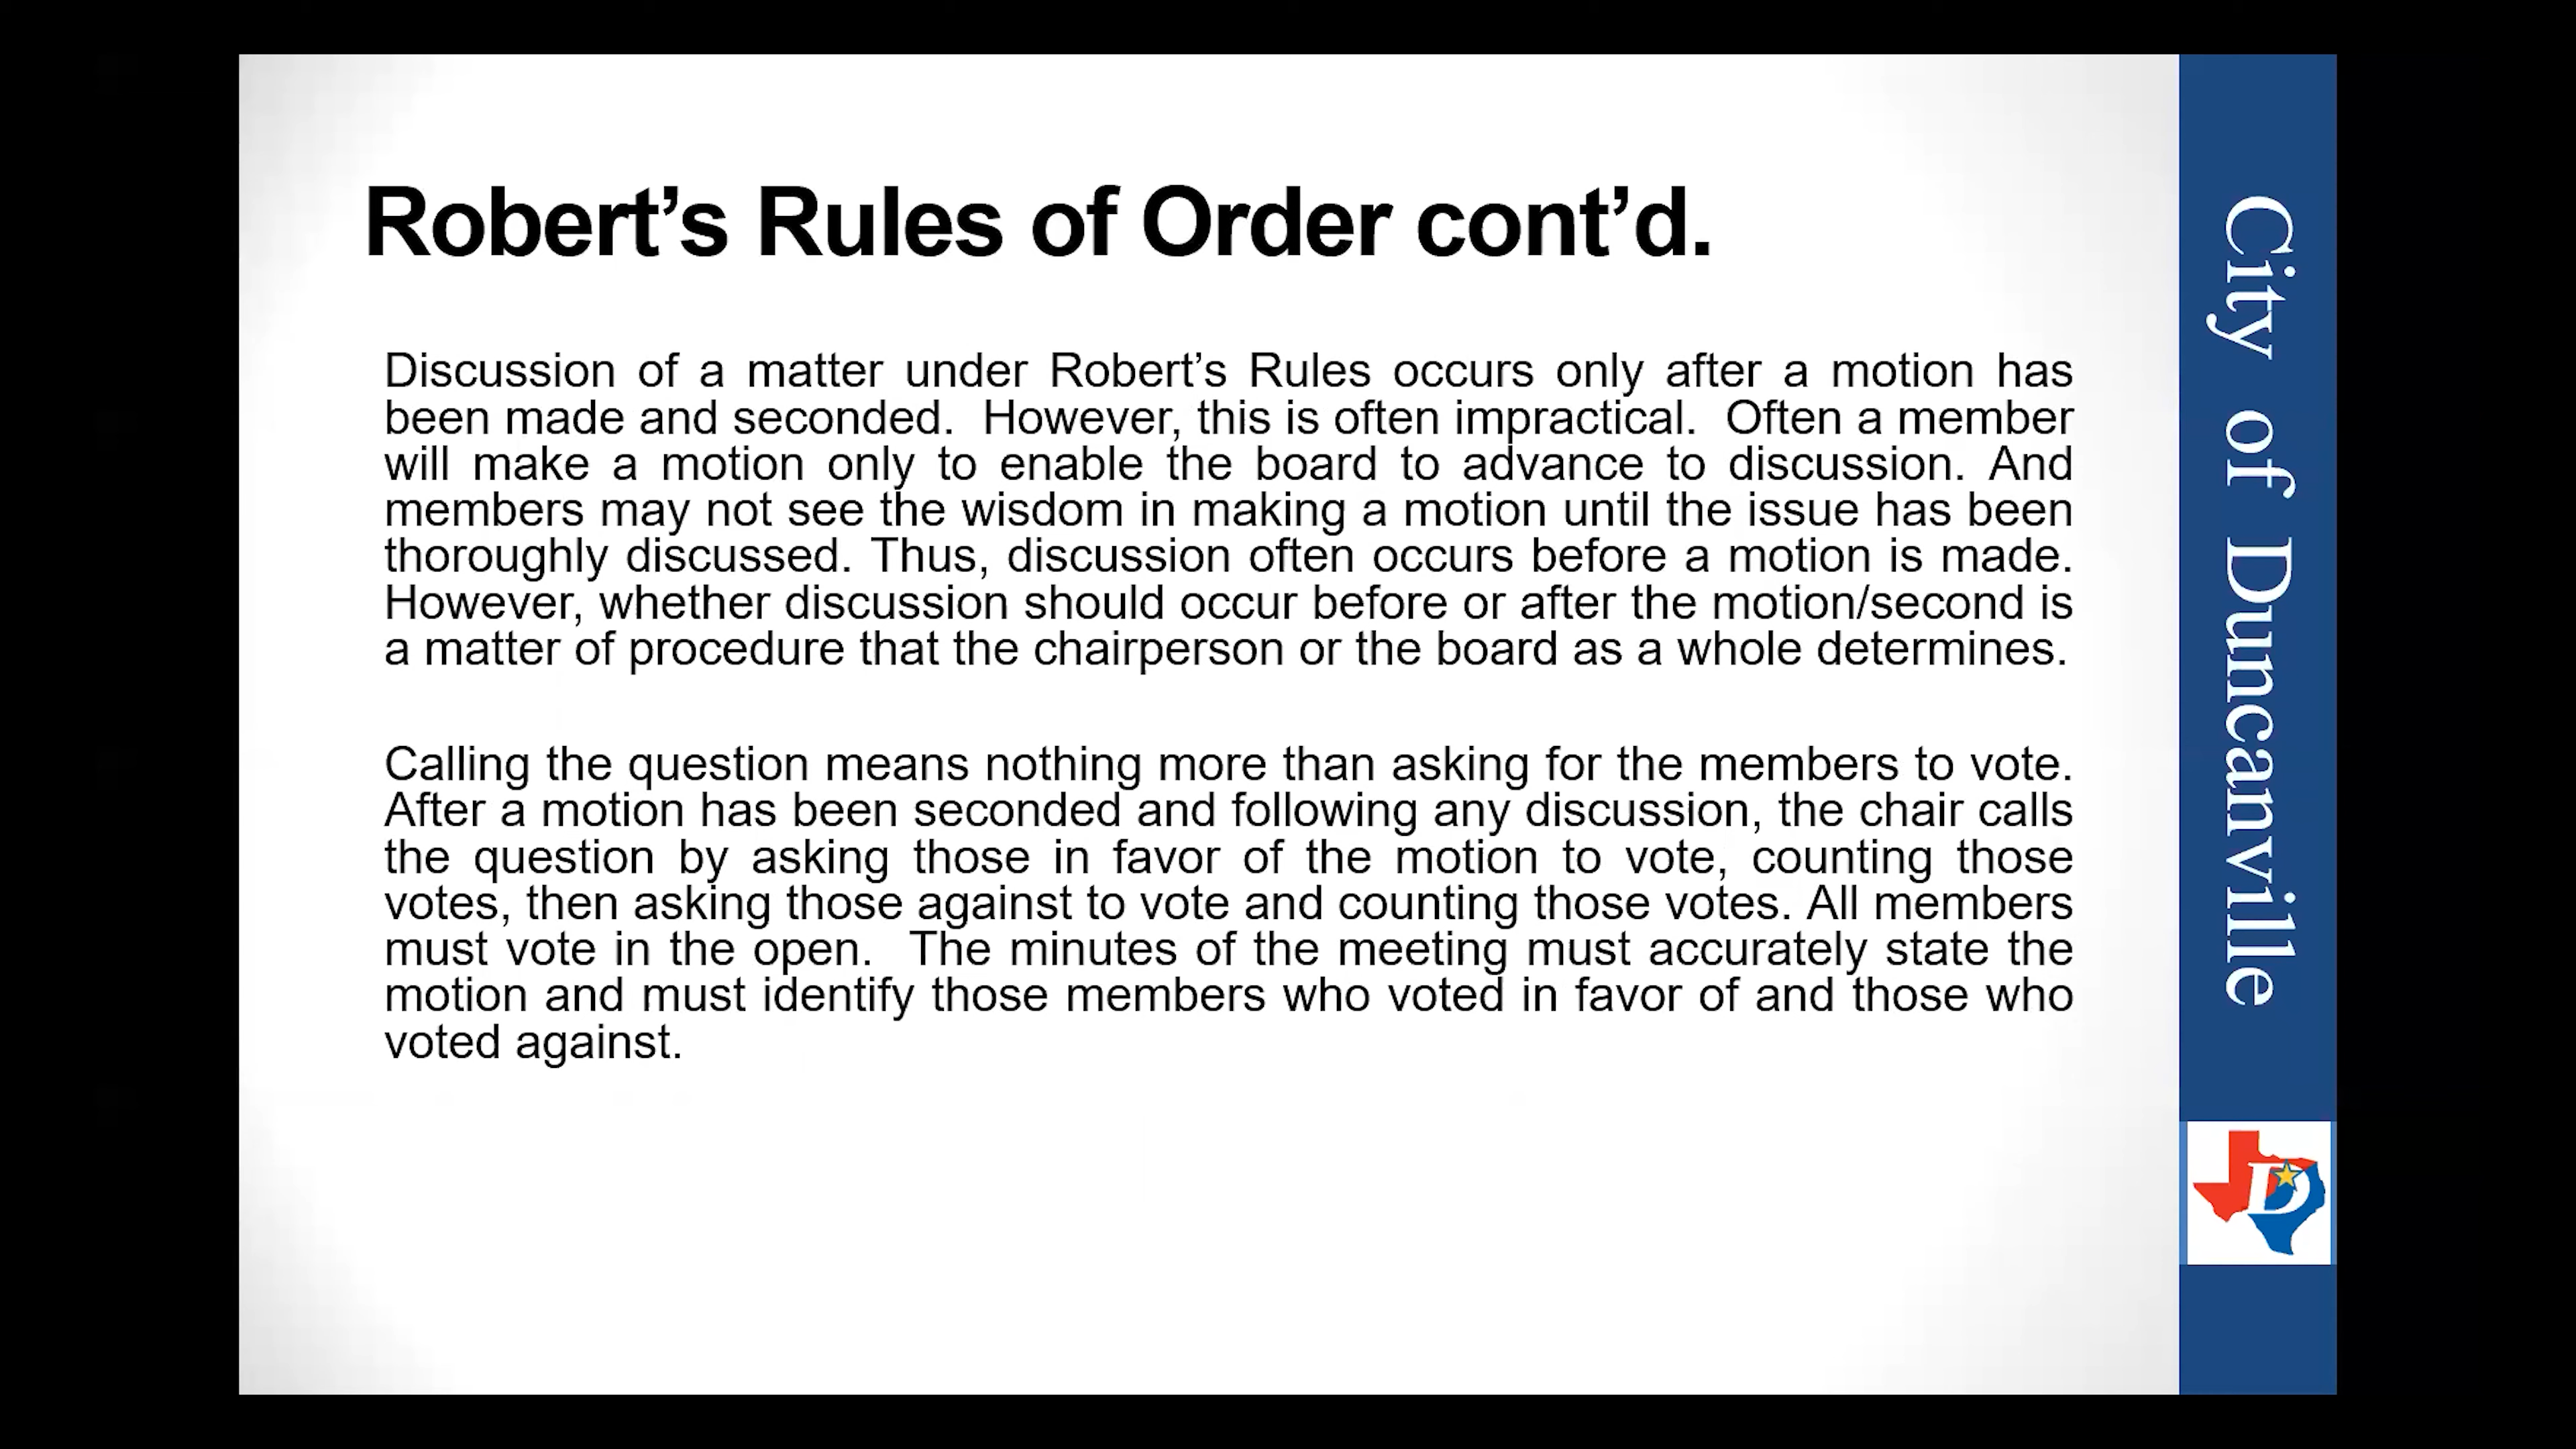 Robert’s Rules of Order cont’d.
Discussion of a matter under Robert’s Rules occurs only after a motion has
been made and seconded.  However, this is often impractical.  Often a member
will make a motion only to enable the board to advance to discussion. And
members may not see the wisdom in making a motion until the issue has been
thoroughly discussed. Thus, discussion often occurs before a motion is made.
However, whether discussion should occur before or after the motion/second is
a matter of procedure that the chairperson or the board as a whole determines.
Calling the question means nothing more than asking for the members to vote.
After a motion has been seconded and following any discussion, the chair calls
the question by asking those in favor of the motion to vote, counting those
votes, then asking those against to vote and counting those votes. All members
must vote in the open.  The minutes of the meeting must accurately state the
motion and must identify those members who voted in favor of and those who
voted against.
City of Duncanville
D